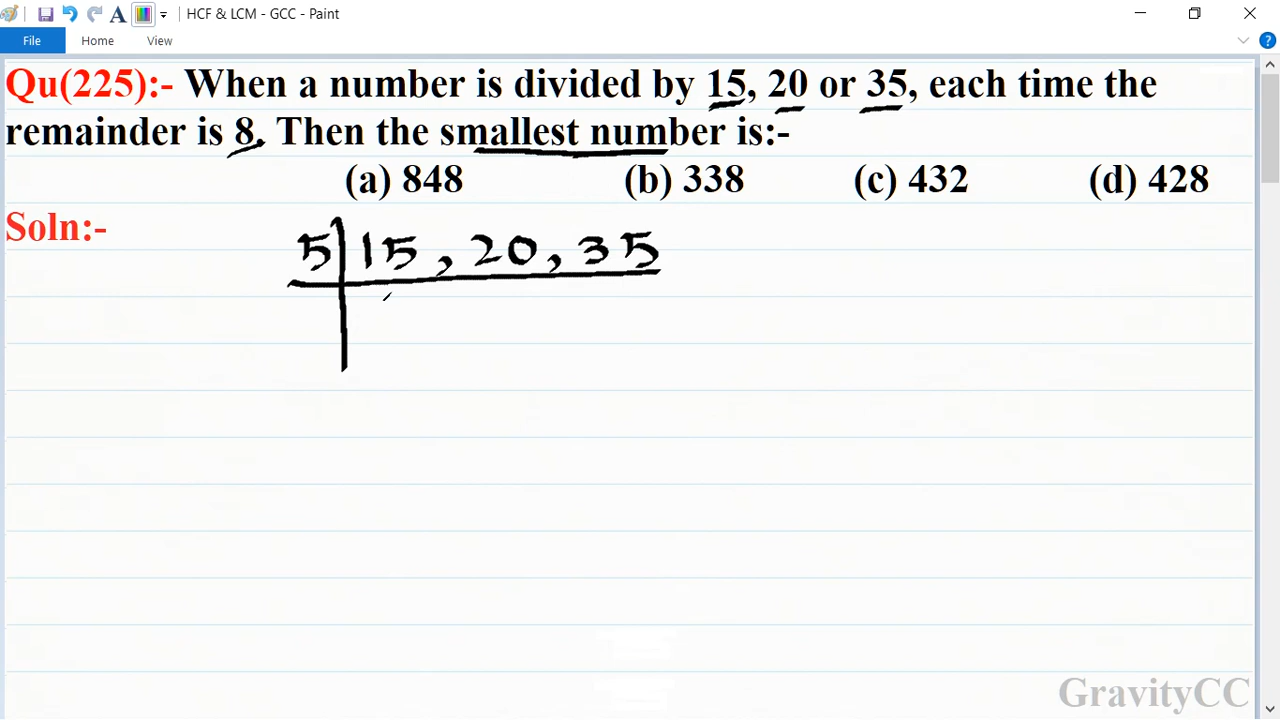 HCF & LCM - GCC - Paint
File Home View
Qu(225):- When a number is divided by 15, 20 or 35, each time the
remainder is 8. Then the smallest number is:-
(a) 848 (b) 338 (c) 432 (d) 428
Soln:-
5 15, 20, 35
GravityCC